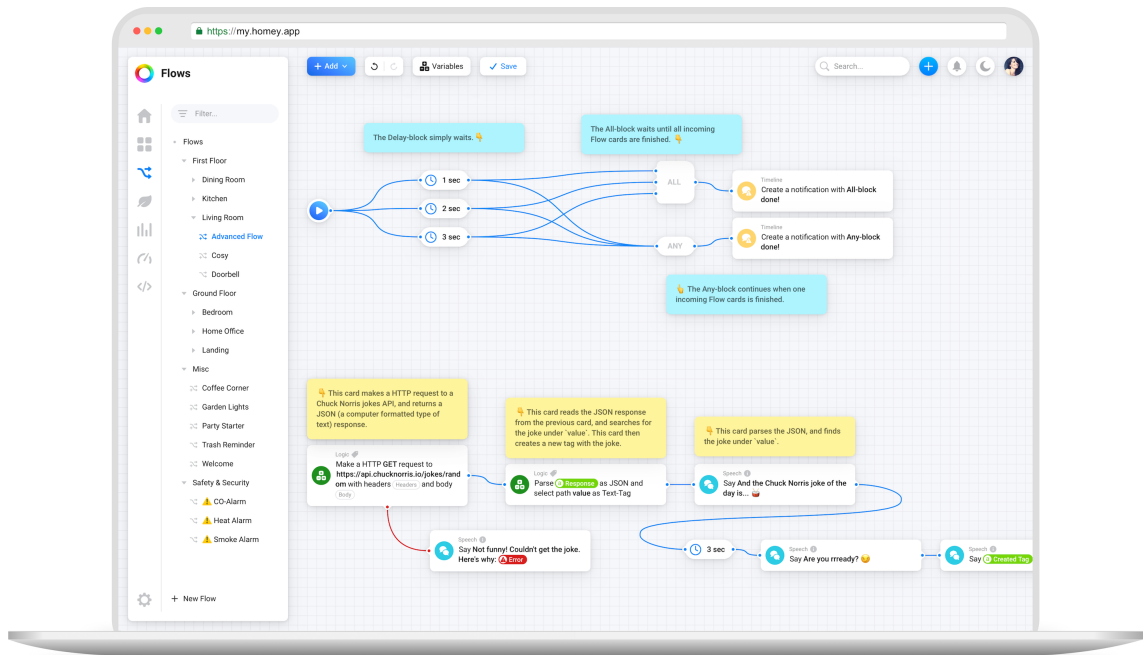 https://my.homey.app
Flows
+ Add
Variables
Save
Search...
Filter...
Flows
First Floor
Dining Room
Kitchen
Living Room
Advanced Flow
Cosy
Doorbell
Ground Floor
Bedroom
Home Office
Landing
Misc
Coffee Corner
Garden Lights
Party Starter
Trash Reminder
Welcome
Safety & Security
⚠️ CO-Alarm
⚠️ Heat Alarm
⚠️ Smoke Alarm
+ New Flow
The Delay-block simply waits. 👇
The All-block waits until all incoming
Flow cards are finished. 👇
1 sec
2 sec
3 sec
ALL
ANY
Timeline
Create a notification with All-block
done!
Timeline
Create a notification with Any-block
done!
👆 The Any-block continues when one
incoming Flow cards is finished.
👇 This card makes a HTTP request to a
Chuck Norris jokes API, and returns a
JSON (a computer formatted type of
text) response.
Logic
Make a HTTP GET request to
https://api.chucknorris.io/jokes/rand
om with headers Headers and body
Body
👇 This card reads the JSON response
from the previous card, and searches for
the joke under `value`. This card then
creates a new tag with the joke.
Logic
Parse Response as JSON and
select path value as Text-Tag
👇 This card parses the JSON, and finds
the joke under `value`.
Speech
Say And the Chuck Norris joke of the
day is... 🥁
Speech
Say Not funny! Couldn't get the joke.
Here's why: Error
3 sec
Speech
Say Are you rrready? 😏
Speech
Say Created Tag